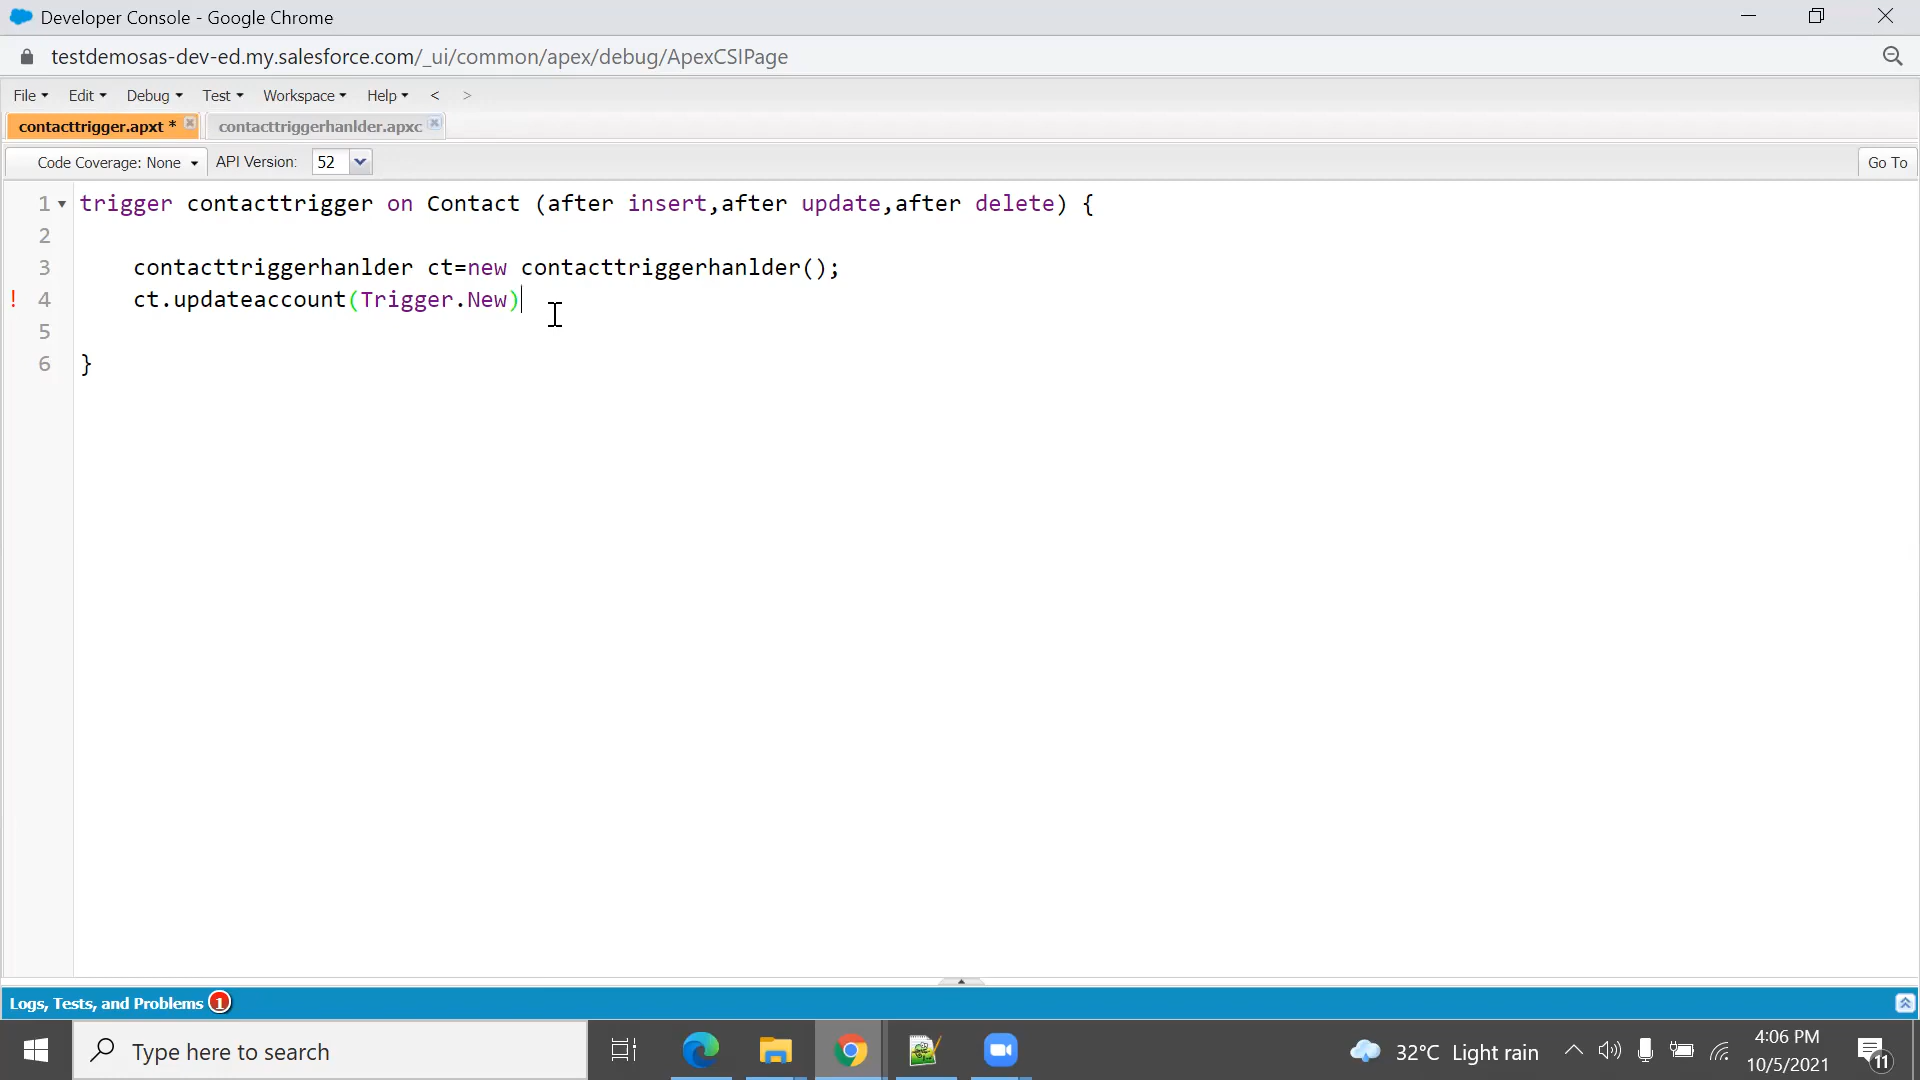 Developer Console - Google Chrome
testdemosas-dev-ed.my.salesforce.com/_ui/common/apex/debug/ApexCSIPage
File Edit Debug Test Workspace Help < >
contacttrigger.apxt * contacttriggerhanlder.apxc
Code Coverage: None API Version: 52 Go To
1 trigger contacttrigger on Contact (after insert,after update,after delete) {
2
3 contacttriggerhanlder ct=new contacttriggerhanlder();
! 4 ct.updateaccount(Trigger.New)
5
6 }
Logs, Tests, and Problems 1
Type here to search
32°C Light rain
4:06 PM
10/5/2021
11